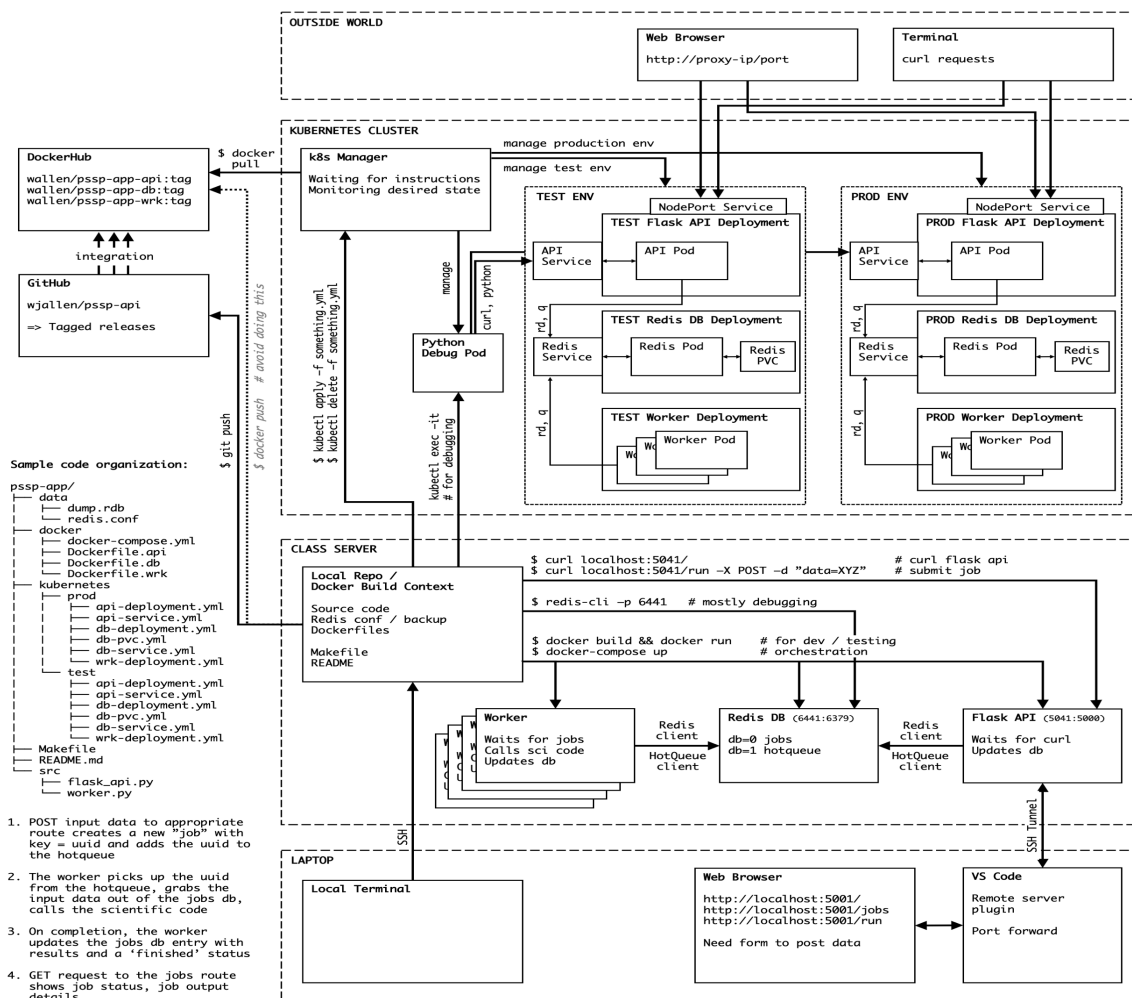 OUTSIDE WORLD
Web Browser
http://proxy-ip/port
Terminal
curl requests
KUBERNETES CLUSTER
DockerHub
wallen/pssp-app-api:tag
wallen/pssp-app-db:tag
wallen/pssp-app-wrk:tag
$ docker
pull
k8s Manager
Waiting for instructions
Monitoring desired state
manage production env
manage test env
integration
GitHub
wjallen/pssp-api
=> Tagged releases
$ git push
$ docker push # avoid doing this
$ kubectl apply -f something.yml
$ kubectl delete -f something.yml
manage
curl, python
Python
Debug Pod
kubectl exec -it
# for debugging
TEST ENV
NodePort Service
TEST Flask API Deployment
API
Service
API Pod
rd, q
TEST Redis DB Deployment
Redis
Service
Redis Pod
Redis
PVC
rd, q
TEST Worker Deployment
Wo
Wo
Worker Pod
PROD ENV
NodePort Service
PROD Flask API Deployment
API
Service
API Pod
rd, q
PROD Redis DB Deployment
Redis
Service
Redis Pod
Redis
PVC
rd, q
PROD Worker Deployment
Wo
Wo
Worker Pod
Sample code organization:
pssp-app/
├── data
│   ├── dump.rdb
│   └── redis.conf
├── docker
│   ├── docker-compose.yml
│   ├── Dockerfile.api
│   ├── Dockerfile.db
│   └── Dockerfile.wrk
├── kubernetes
│   ├── prod
│   │   ├── api-deployment.yml
│   │   ├── api-service.yml
│   │   ├── db-deployment.yml
│   │   ├── db-pvc.yml
│   │   ├── db-service.yml
│   │   └── wrk-deployment.yml
│   └── test
│       ├── api-deployment.yml
│       ├── api-service.yml
│       ├── db-deployment.yml
│       ├── db-pvc.yml
│       ├── db-service.yml
│       └── wrk-deployment.yml
├── Makefile
├── README.md
└── src
    ├── flask_api.py
    └── worker.py
1. POST input data to appropriate
route creates a new ”job” with
key = uuid and adds the uuid to
the hotqueue
2. The worker picks up the uuid
from the hotqueue, grabs the
input data out of the jobs db,
calls the scientific code
3. On completion, the worker
updates the jobs db entry with
results and a ‘finished’ status
4. GET request to the jobs route
shows job status, job output
details
CLASS SERVER
Local Repo /
Docker Build Context
Source code
Redis conf / backup
Dockerfiles
Makefile
README
$ curl localhost:5041/ # curl flask api
$ curl localhost:5041/run -X POST -d ”data=XYZ” # submit job
$ redis-cli -p 6441 # mostly debugging
$ docker build && docker run # for dev / testing
$ docker-compose up # orchestration
Worker
Waits for jobs
Calls sci code
Updates db
Redis
client
HotQueue
client
Redis DB (6441:6379)
db=0 jobs
db=1 hotqueue
Redis
client
HotQueue
client
Flask API (5041:5000)
Waits for curl
Updates db
SSH
SSH Tunnel
LAPTOP
Local Terminal
Web Browser
http://localhost:5001/
http://localhost:5001/jobs
http://localhost:5001/run
Need form to post data
VS Code
Remote server
plugin
Port forward